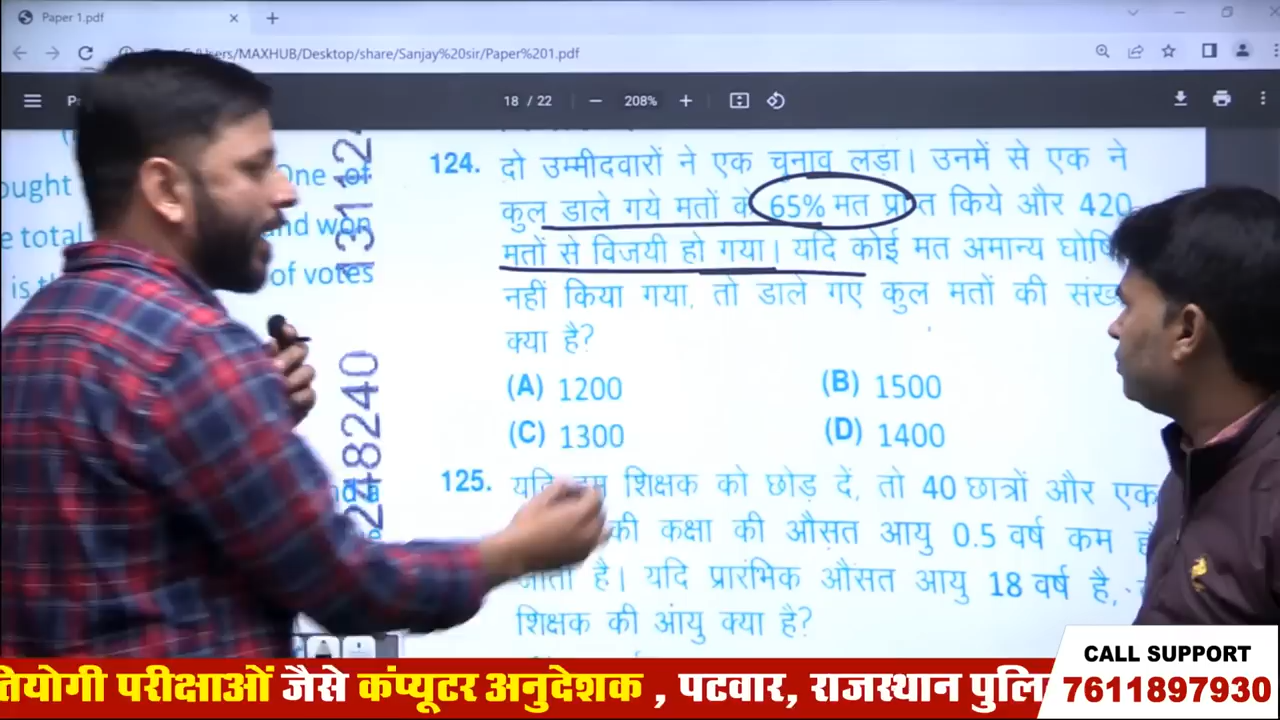 Paper 1.pdf
/Users/MAXHUB/Desktop/share/Sanjay%20sir/Paper%201.pdf
18 / 22
208%
ought One of
e total and won
is of votes
131124
248240
124. दो उम्मीदवारों ने एक चुनाव लड़ा। उनमें से एक ने
कुल डाले गये मतों के 65% मत प्राप्त किये और 420
मतों से विजयी हो गया। यदि कोई मत अमान्य
नहीं किया गया, तो डाले गए कुल मतों की
क्या है?
(A) 1200
(B) 1500
(C) 1300
(D) 1400
125. यदि हम शिक्षक को छोड़ दें, तो 40 छात्रों और एक
की कक्षा की औसत आयु 0.5 वर्ष कम
जाती है। यदि प्रारंभिक औसत आयु 18 वर्ष है,
शिक्षक की आयु क्या है?
तियोगी परीक्षाओं जैसे कंप्यूटर अनुदेशक , पटवार, राजस्थान पुलि
CALL SUPPORT
7611897930